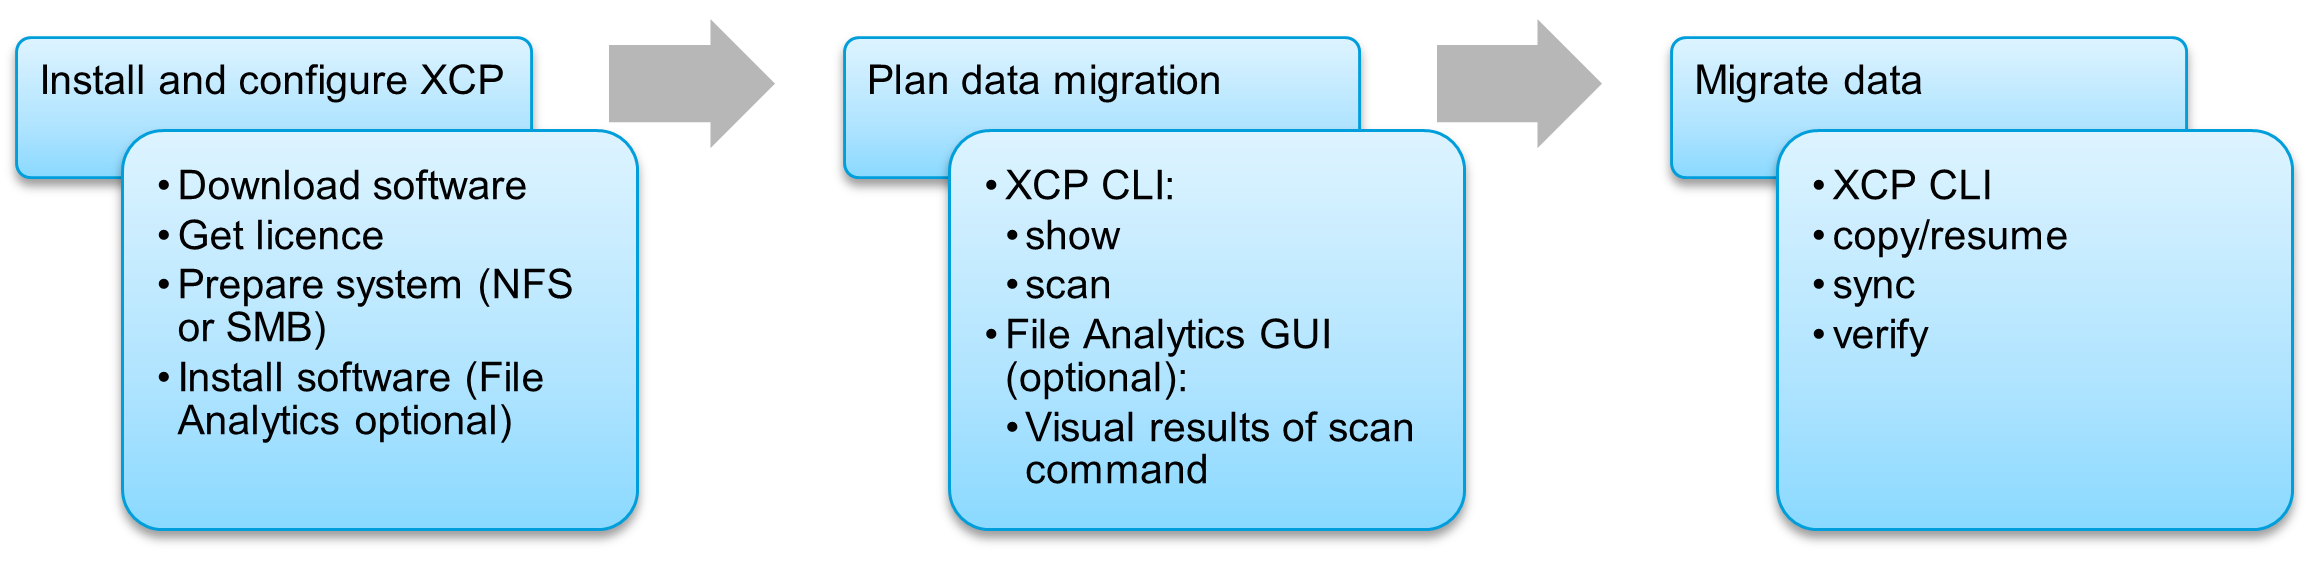 Install and configure XCP
• Download software
• Get licence
• Prepare system (NFS
or SMB)
• Install software (File
Analytics optional)
Plan data migration
• XCP CLI:
• show
• scan
• File Analytics GUI
(optional):
• Visual results of scan
command
Migrate data
• XCP CLI
• copy/resume
• sync
• verify